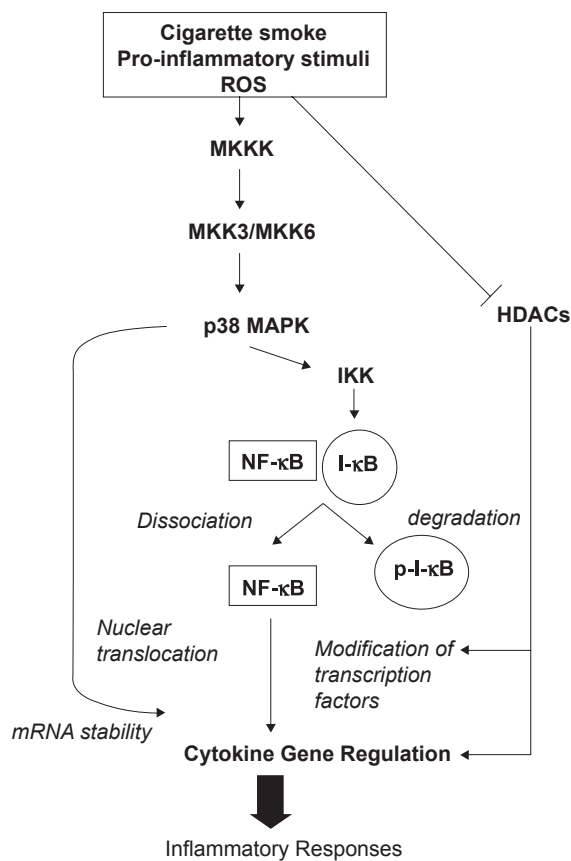 Cigarette smoke
Pro-inflammatory stimuli
ROS
MKKK
MKK3/MKK6
HDACs
p38 MAPK
IKK
NF-κB
I-κB
Dissociation
degradation
NF-κB
p-I-κB
Nuclear
translocation
Modification of
transcription
factors
mRNA stability
Cytokine Gene Regulation
Inflammatory Responses